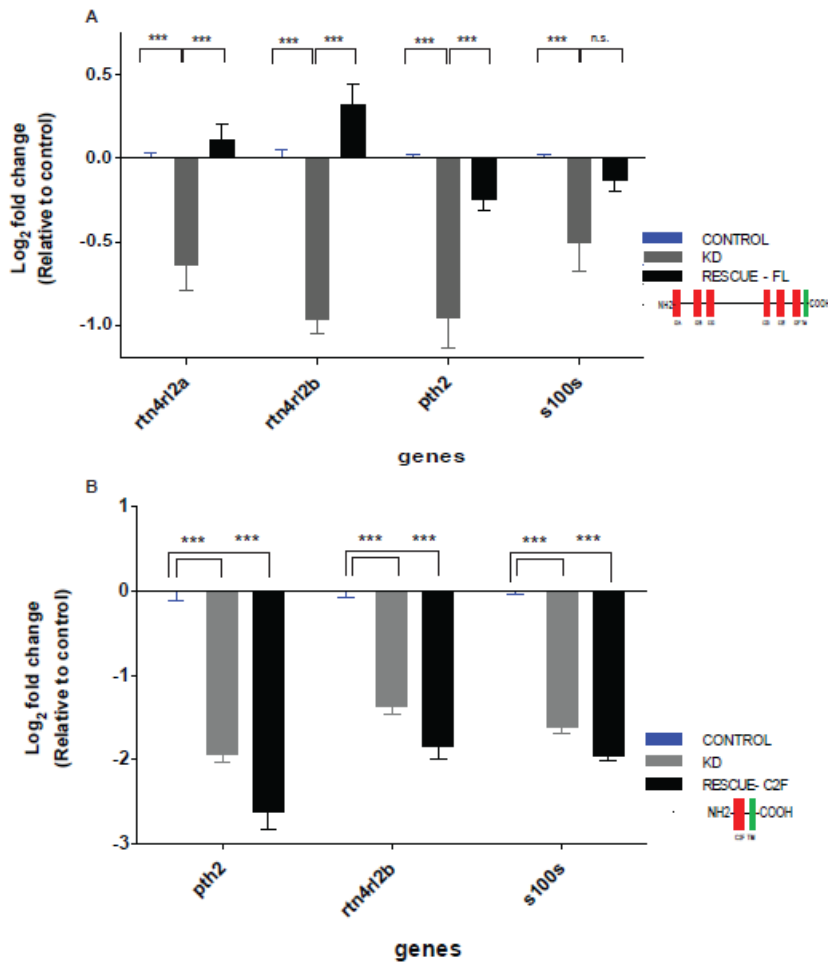 A
*** *** *** *** *** *** *** n.s.
0.5
0.0
-0.5
-1.0
Log2 fold change
(Relative to control)
rtn4rl2a rtn4rl2b pth2 s100s
genes
CONTROL
KD
RESCUE - FL
NH2 COOH
B
1
0
-1
-2
-3
*** *** *** *** *** ***
Log2 fold change
(Relative to control)
pth2 rtn4rl2b s100s
genes
CONTROL
KD
RESCUE- C2F
NH2 COOH
C2F TM